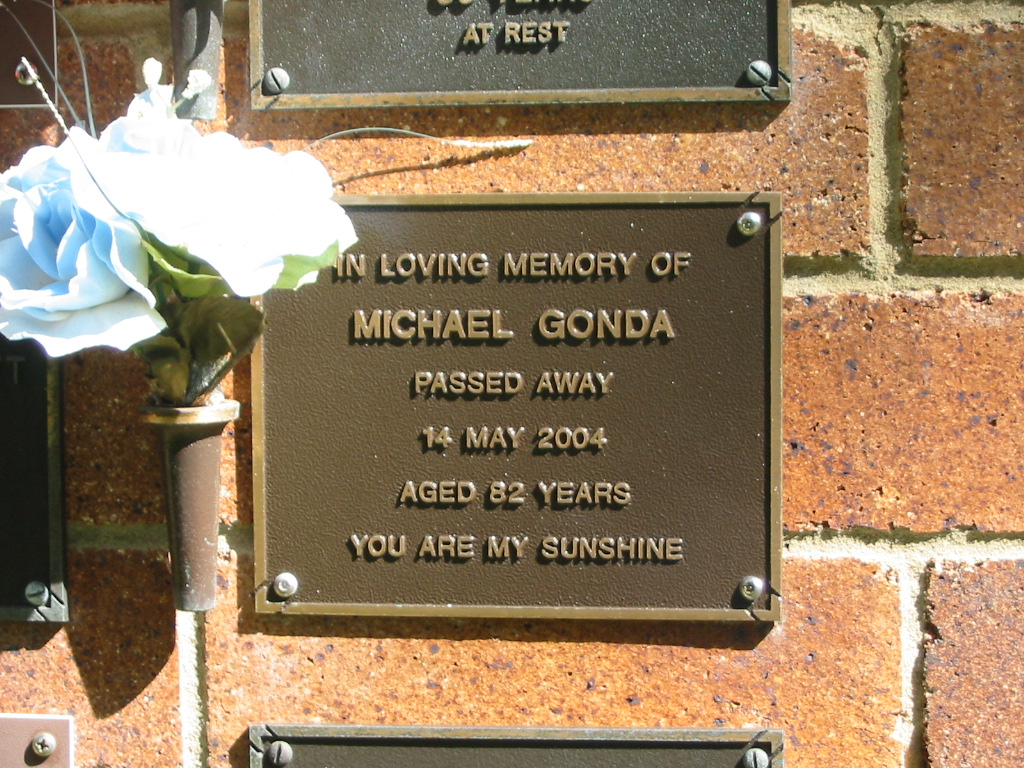 AT REST
IN LOVING MEMORY OF
MICHAEL GONDA
PASSED AWAY
14 MAY 2004
AGED 82 YEARS
YOU ARE MY SUNSHINE